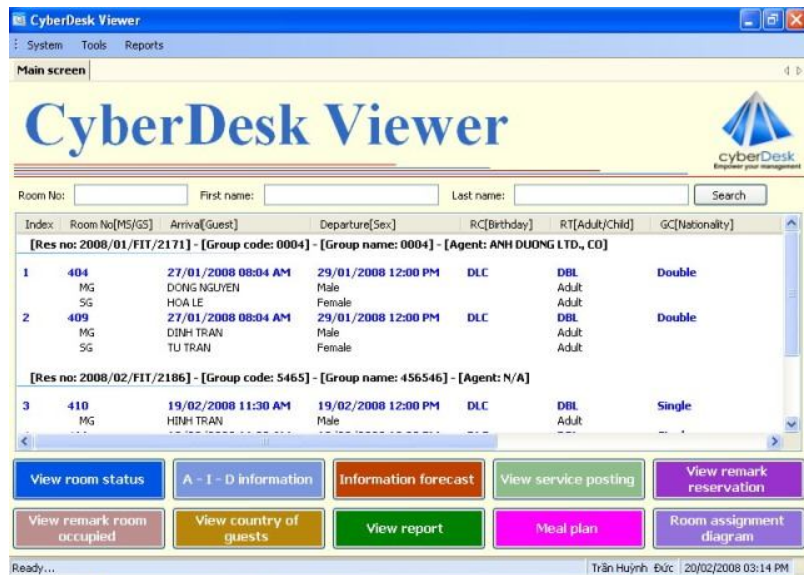 CyberDesk Viewer
System Tools Reports
Main screen
CyberDesk Viewer
cyberDesk
Empower your management
Room No: First name: Last name: Search
Index Room No[MS/GS] Arrival[Guest] Departure[Sex] RC[Birthday] RT[Adult/Child] GC[Nationality]
[Res no: 2008/01/FIT/2171] - [Group code: 0004] - [Group name: 0004] - [Agent: ANH DUONG LTD., CO]
1 404 27/01/2008 08:04 AM 29/01/2008 12:00 PM DLC DBL Double
MG DONG NGUYEN Male Adult
SG HOA LE Female Adult
2 409 27/01/2008 08:04 AM 29/01/2008 12:00 PM DLC DBL Double
MG DINH TRAN Male Adult
SG TU TRAN Female Adult
[Res no: 2008/02/FIT/2186] - [Group code: 5465] - [Group name: 456546] - [Agent: N/A]
3 410 19/02/2008 11:30 AM 19/02/2008 12:00 PM DLC DBL Single
MG HINH TRAN Male Adult
View room status A - I - D information Information forecast View service posting View remark reservation
View remark room occupied View country of guests View report Meal plan Room assignment diagram
Ready... Trần Huỳnh Đức 20/02/2008 03:14 PM